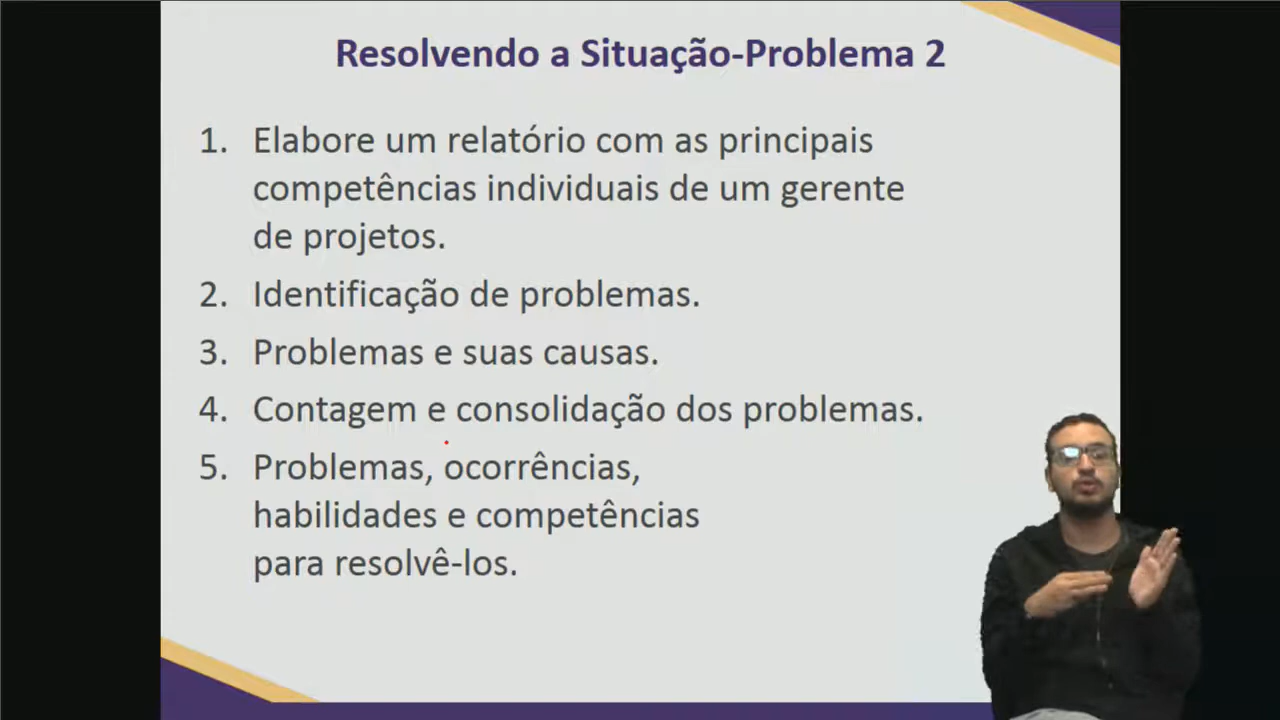 Resolvendo a Situação-Problema 2
1. Elabore um relatório com as principais
competências individuais de um gerente
de projetos.
2. Identificação de problemas.
3. Problemas e suas causas.
4. Contagem e consolidação dos problemas.
5. Problemas, ocorrências,
habilidades e competências
para resolvê-los.